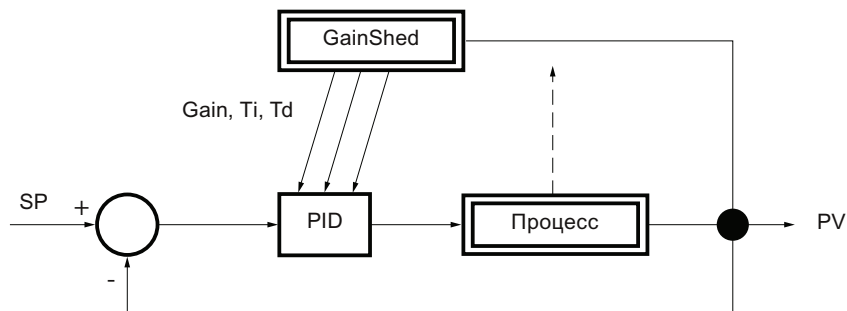 GainShed
Gain, Ti, Td
SP
+
PID
Процесс
PV
-